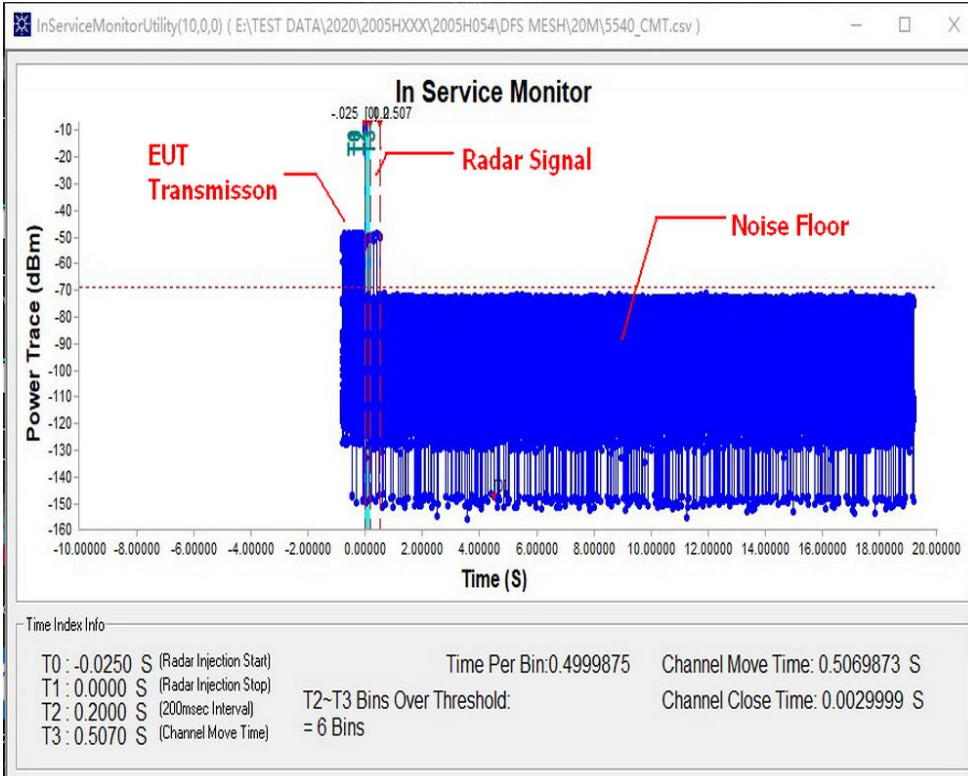 InServiceMonitorUtility(10,0,0) ( E:\TEST DATA\2020\2005HXXX\2005H054\DFS MESH\20M\5540_CMT.csv )
In Service Monitor
-.025
.507
EUT
Transmisson
Radar Signal
Noise Floor
Power Trace (dBm)
-10
-20
-30
-40
-50
-60
-70
-80
-90
-100
-110
-120
-130
-140
-150
-160
-10.00000 -8.00000 -6.00000 -4.00000 -2.00000 0.00000 2.00000 4.00000 6.00000 8.00000 10.00000 12.00000 14.00000 16.00000 18.00000 20.00000
Time (S)
Time Index Info
T0 : -0.0250 S (Radar Injection Start)
T1 : 0.0000 S (Radar Injection Stop)
T2 : 0.2000 S (200msec Interval)
T3 : 0.5070 S (Channel Move Time)
Time Per Bin:0.4999875
T2~T3 Bins Over Threshold:
= 6 Bins
Channel Move Time: 0.5069873 S
Channel Close Time: 0.0029999 S